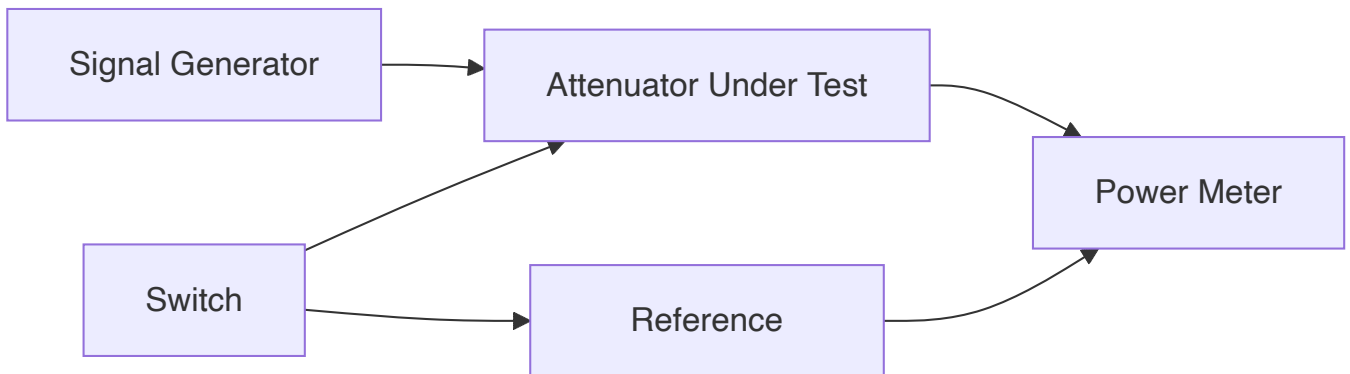 Signal Generator
Attenuator Under Test
Power Meter
Switch
Reference